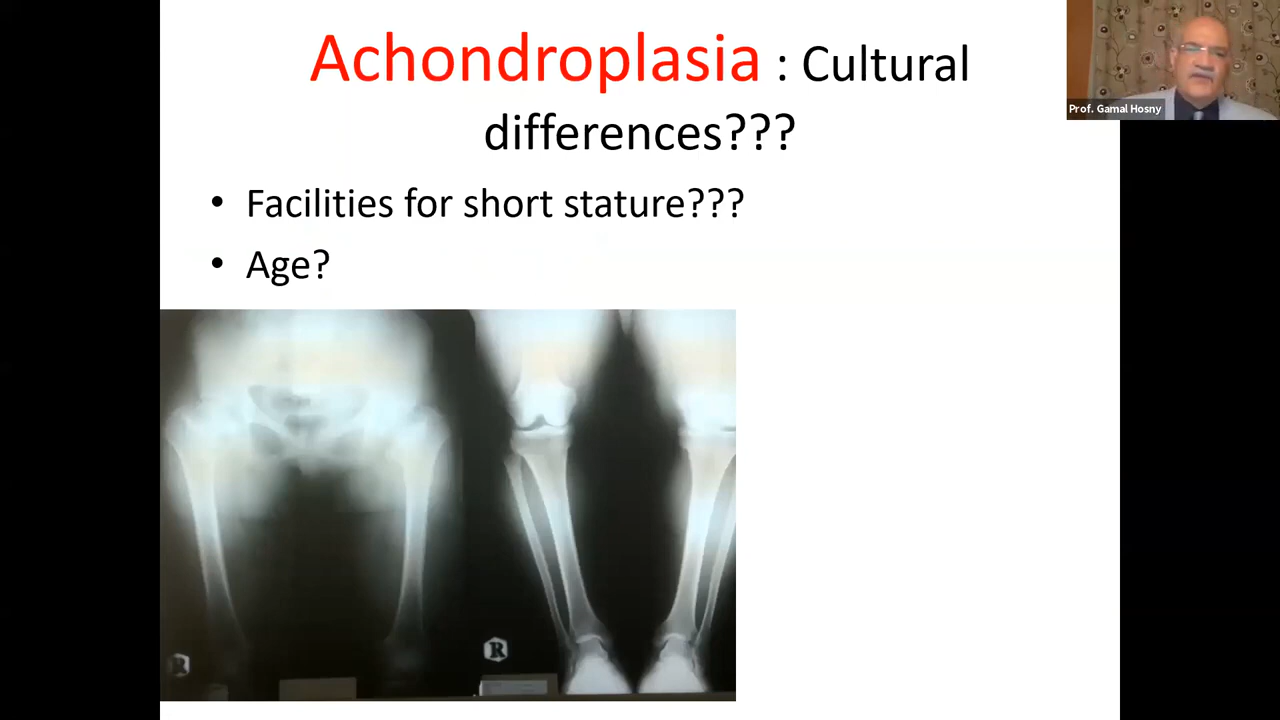 Achondroplasia : Cultural
differences???
• Facilities for short stature???
• Age?
Prof. Gamal Hosny
R
R